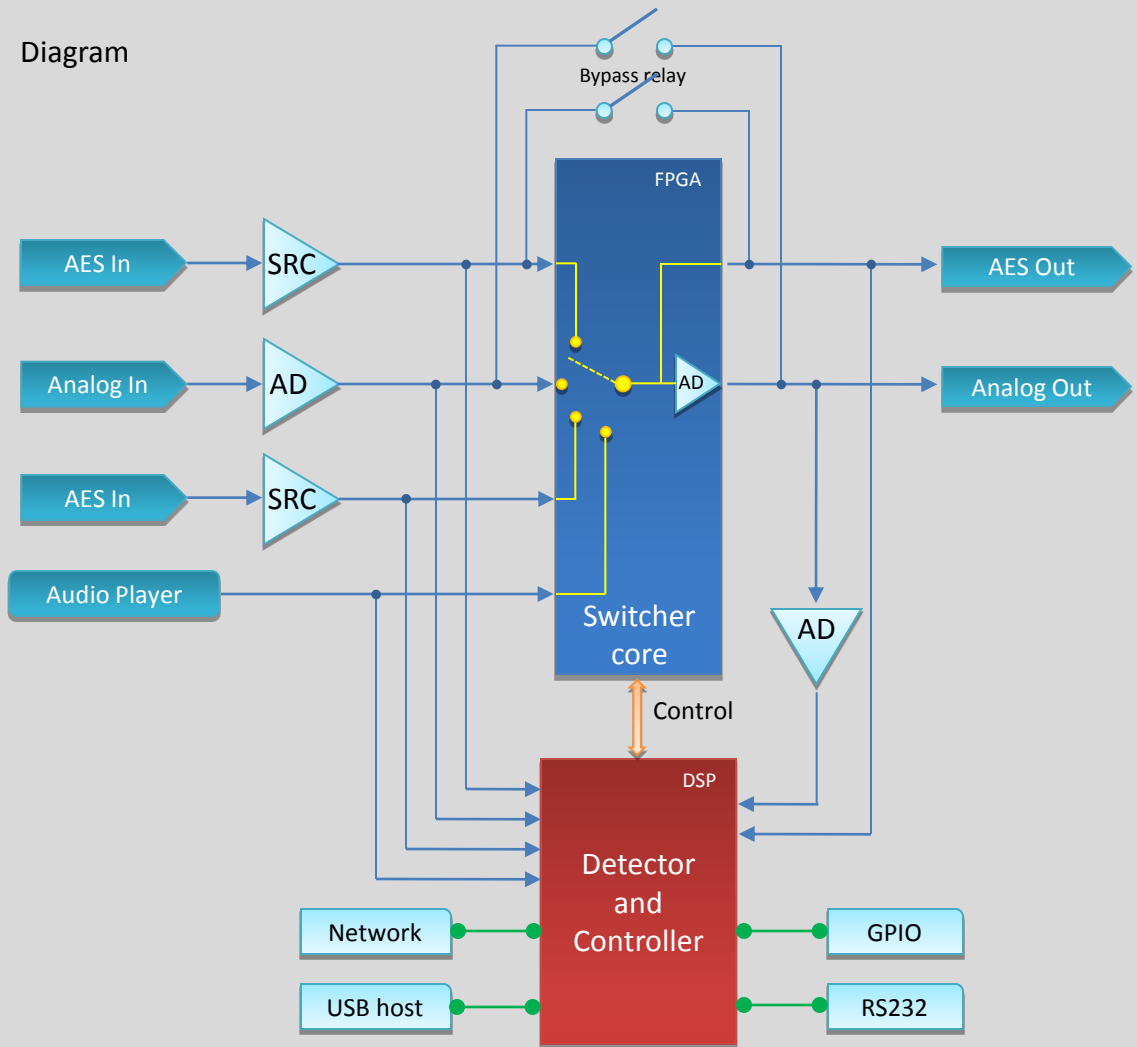 Diagram
Bypass relay
FPGA
AES In
SRC
AES Out
Analog In
AD
AD
Analog Out
AES In
SRC
Audio Player
Switcher
core
AD
Control
DSP
Detector
and
Controller
Network
GPIO
USB host
RS232